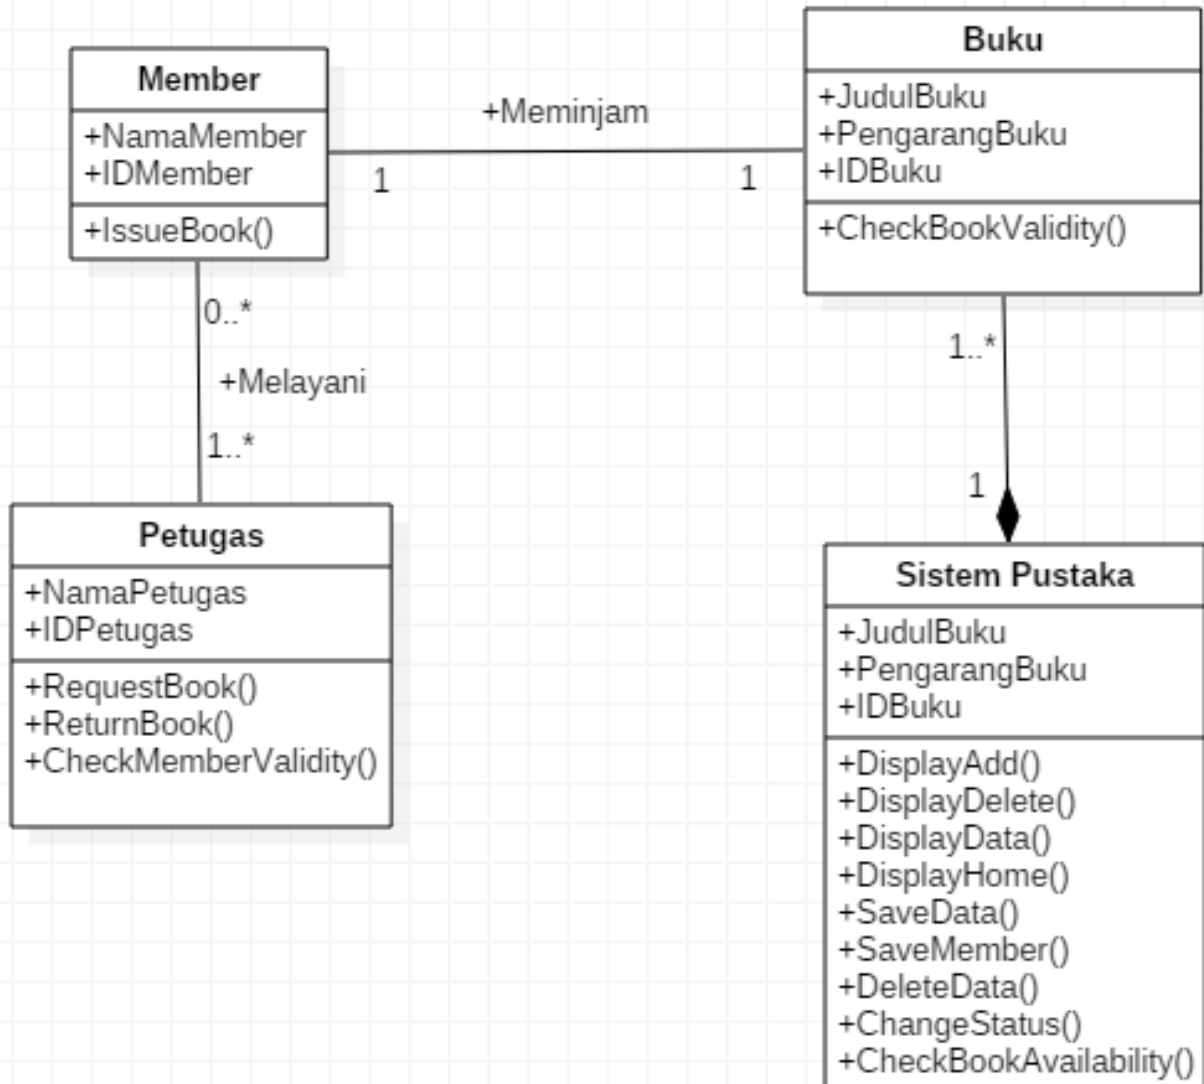 Member
+NamaMember
+IDMember
+IssueBook()
+Meminjam
1
1
Buku
+JudulBuku
+PengarangBuku
+IDBuku
+CheckBookValidity()
0..*
+Melayani
1..*
Petugas
+NamaPetugas
+IDPetugas
+RequestBook()
+ReturnBook()
+CheckMemberValidity()
1..*
1
Sistem Pustaka
+JudulBuku
+PengarangBuku
+IDBuku
+DisplayAdd()
+DisplayDelete()
+DisplayData()
+DisplayHome()
+SaveData()
+SaveMember()
+DeleteData()
+ChangeStatus()
+CheckBookAvailability()